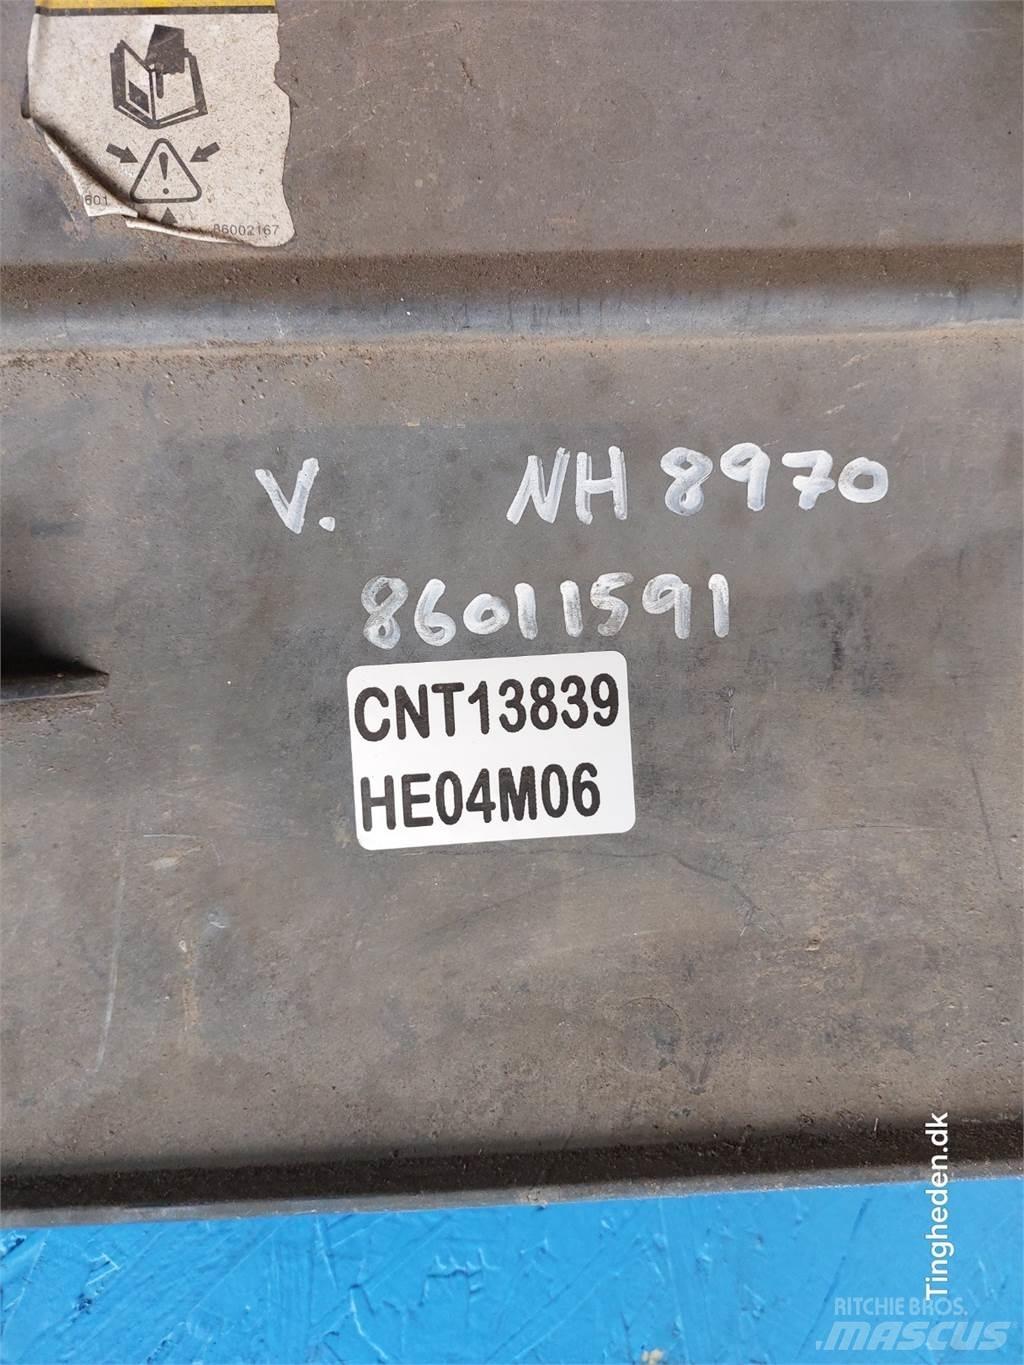 601
86002167
V. NH 8970
86011591
CNT13839
HE04M06
Tingheden.dk
RITCHIE BROS.
MASCUS